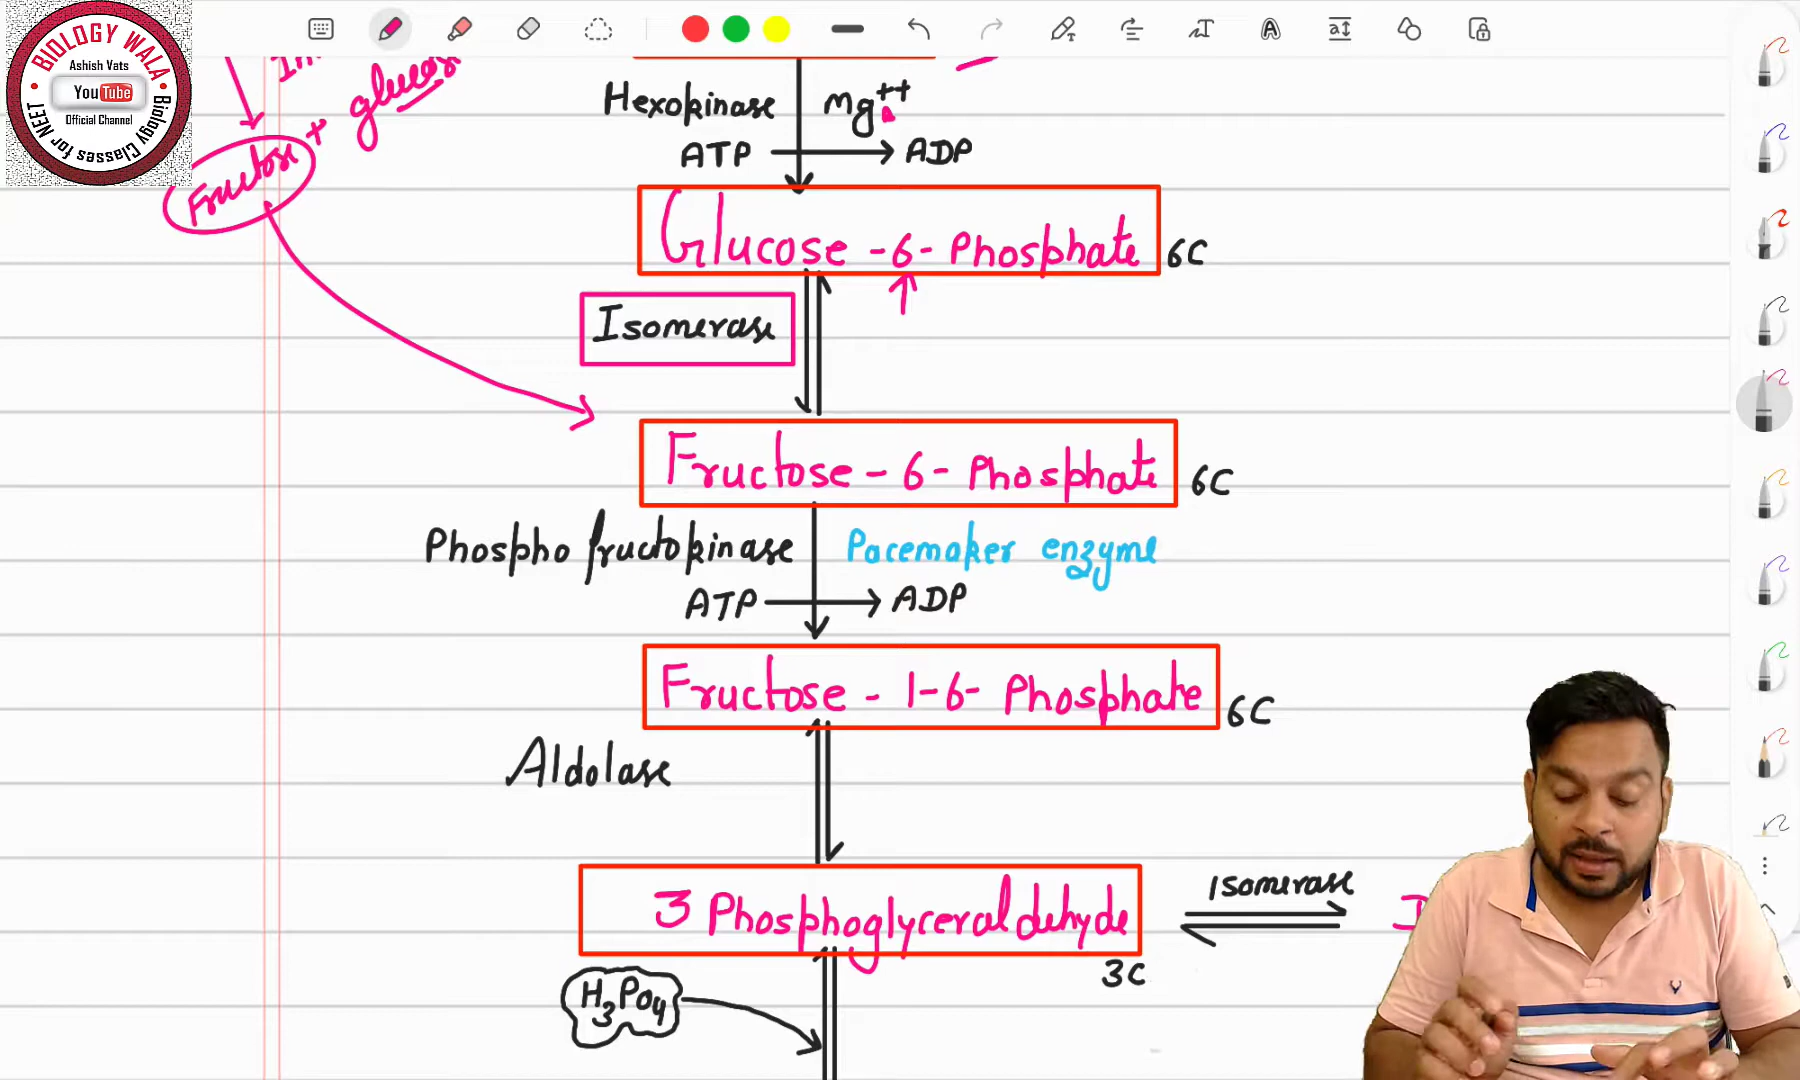 BIOLOGY WALA
Ashish Vats
YouTube
Official Channel
Biology Classes for NEET
+ glucose
Fructose
Hexokinase Mg++
ATP → ADP
Glucose - 6 - Phosphate 6C
Isomerase
Fructose - 6 - Phosphate 6C
Phospho fructokinase Pacemaker enzyme
ATP → ADP
Fructose - 1-6- Phosphate 6C
Aldolase
3 Phosphoglyceraldehyde
Isomerase
3C
H3PO4